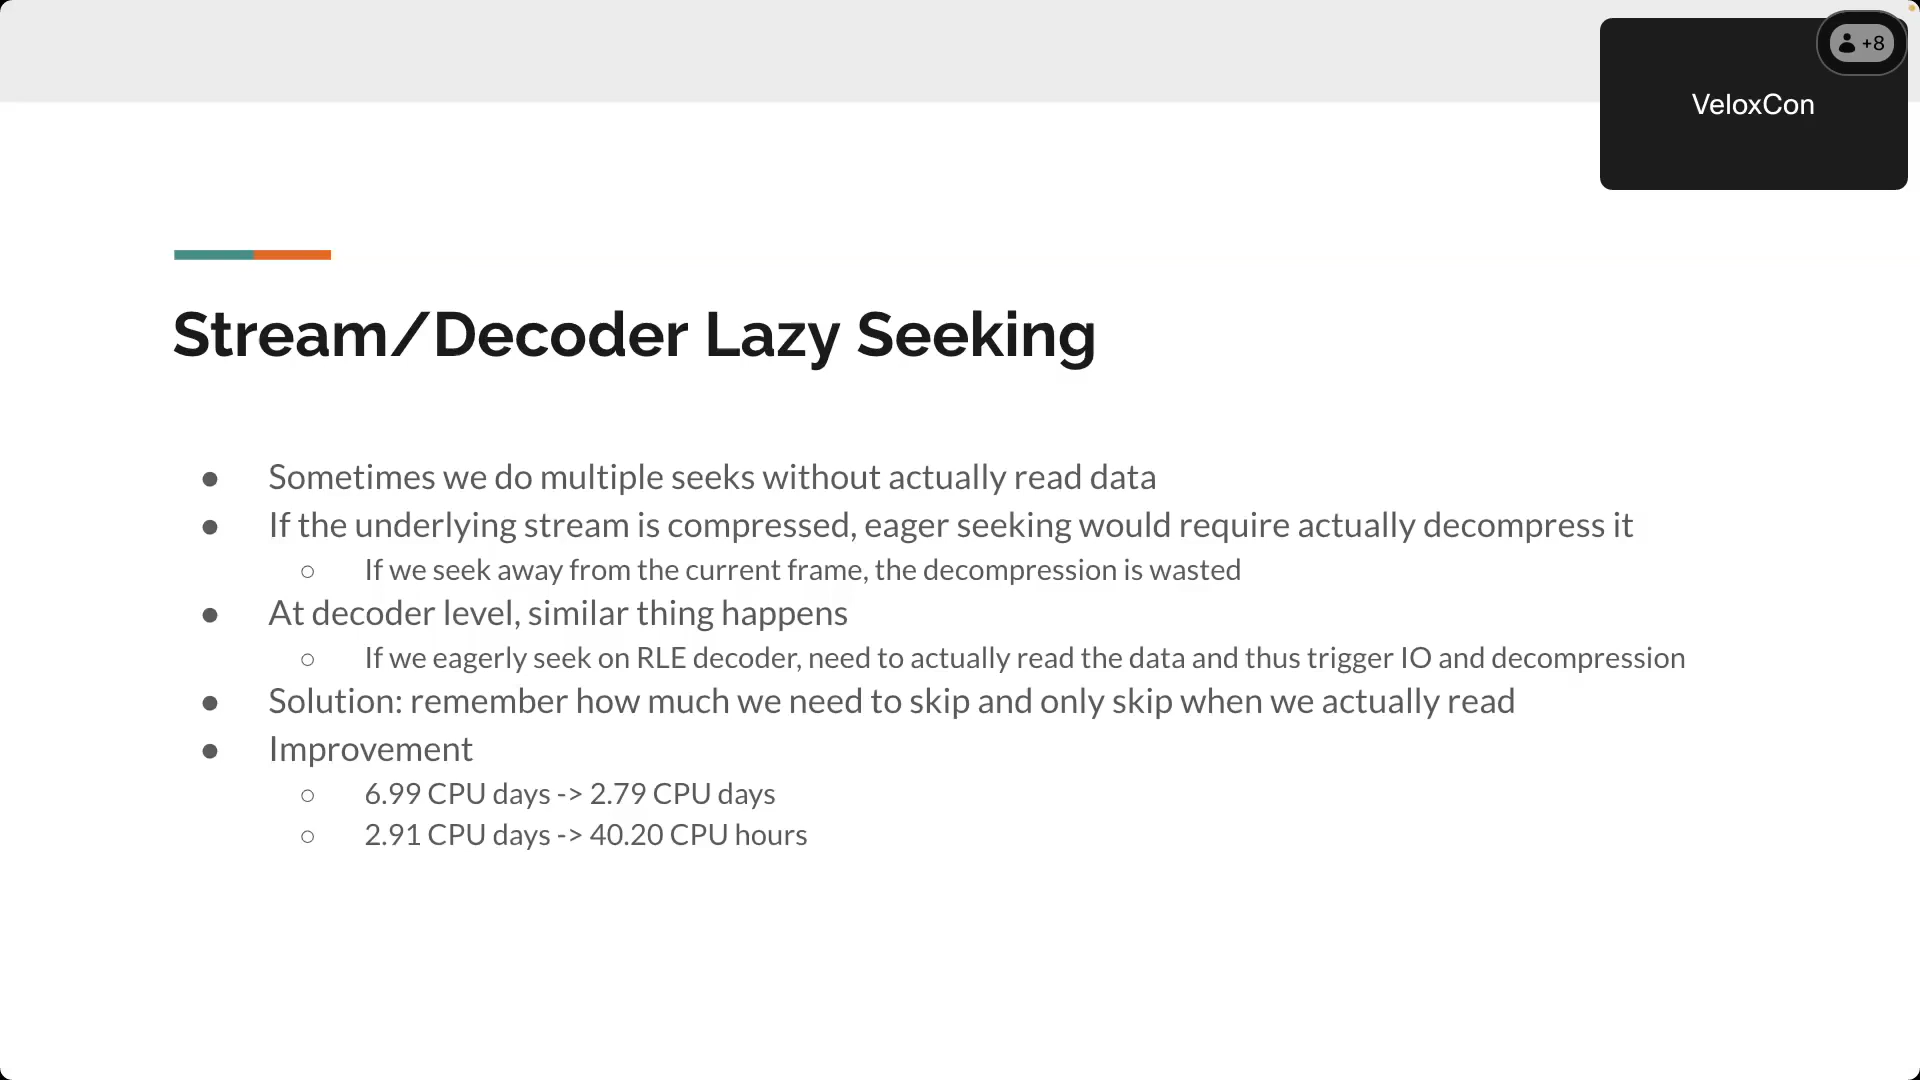 +8
VeloxCon
Stream/Decoder Lazy Seeking
● Sometimes we do multiple seeks without actually read data
● If the underlying stream is compressed, eager seeking would require actually decompress it
○ If we seek away from the current frame, the decompression is wasted
● At decoder level, similar thing happens
○ If we eagerly seek on RLE decoder, need to actually read the data and thus trigger IO and decompression
● Solution: remember how much we need to skip and only skip when we actually read
● Improvement
○ 6.99 CPU days -> 2.79 CPU days
○ 2.91 CPU days -> 40.20 CPU hours